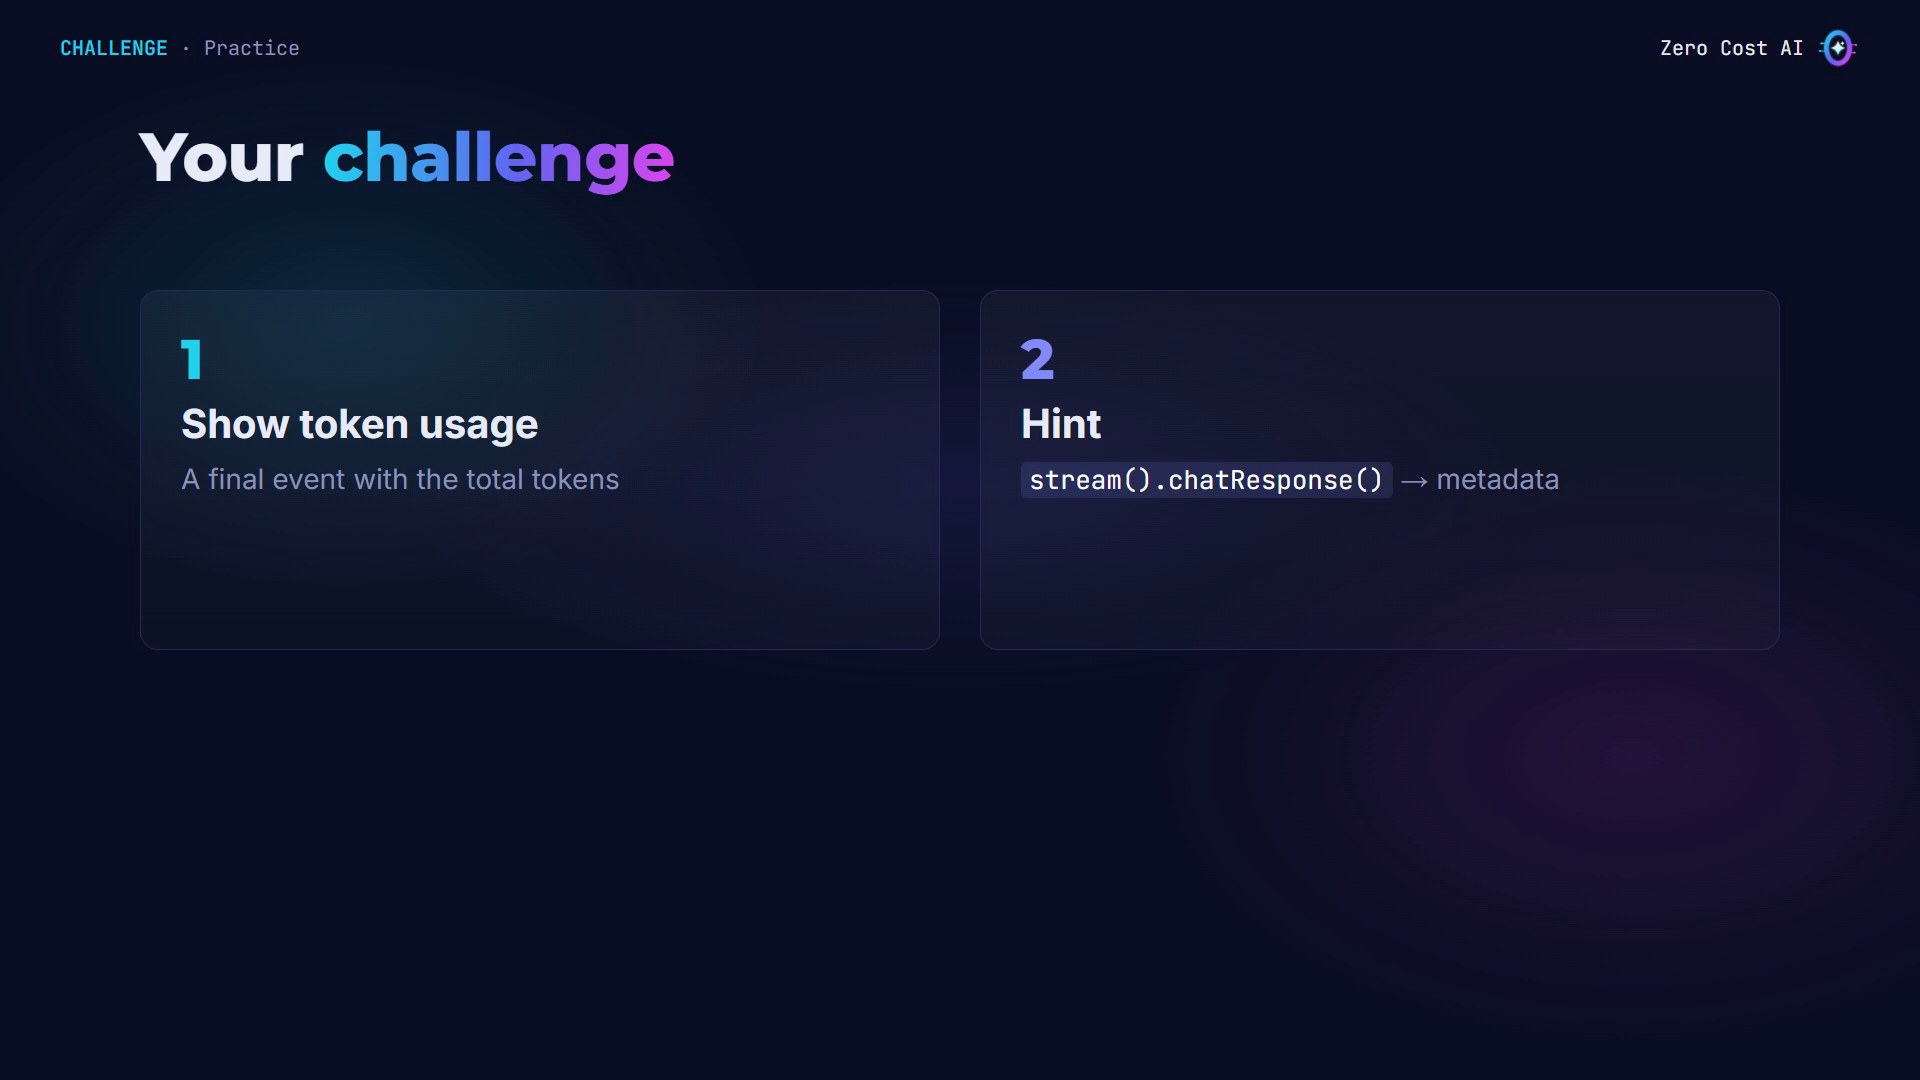 CHALLENGE · Practice
Zero Cost AI
Your challenge
1
Show token usage
A final event with the total tokens
2
Hint
stream().chatResponse() → metadata